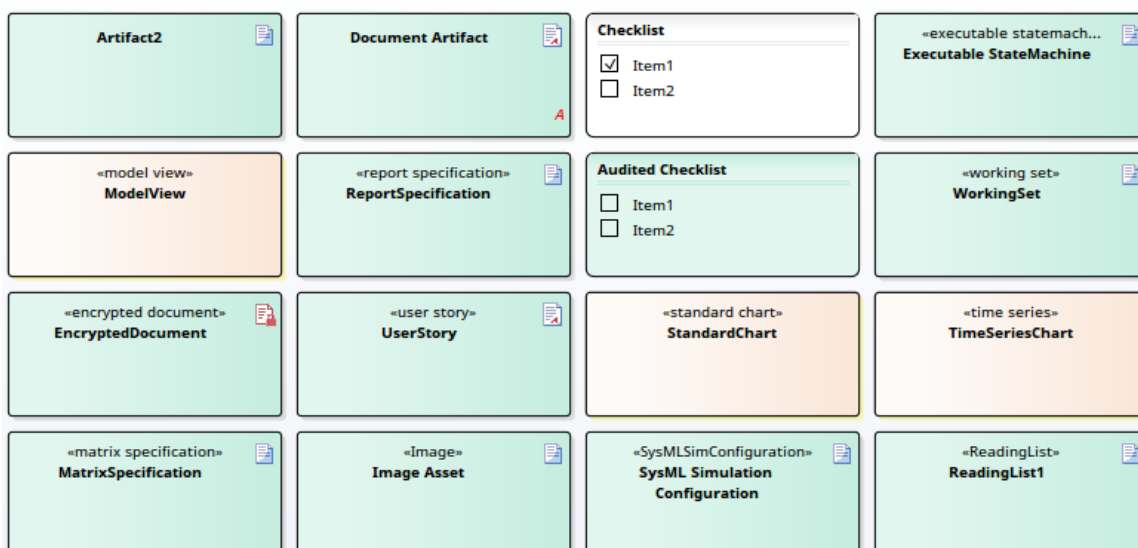 Artifact2
Document Artifact
A
Checklist
Item1
Item2
«executable statemach...
Executable StateMachine
«model view»
ModelView
«report specification»
ReportSpecification
Audited Checklist
Item1
Item2
«working set»
WorkingSet
«encrypted document»
EncryptedDocument
«user story»
UserStory
«standard chart»
StandardChart
«time series»
TimeSeriesChart
«matrix specification»
MatrixSpecification
«Image»
Image Asset
«SysMLSimConfiguration»
SysML Simulation
Configuration
«ReadingList»
ReadingList1